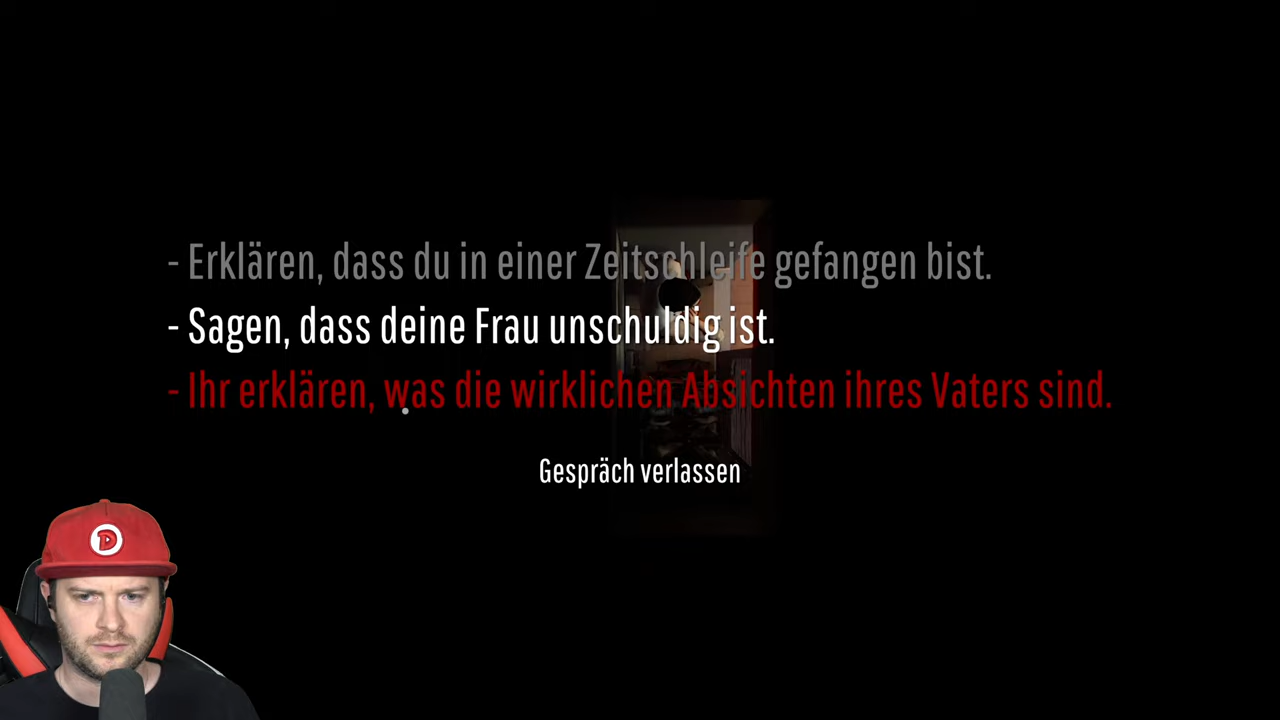 - Erklären, dass du in einer Zeitschleife gefangen bist.
- Sagen, dass deine Frau unschuldig ist.
- Ihr erklären, was die wirklichen Absichten ihres Vaters sind.
Gespräch verlassen
D